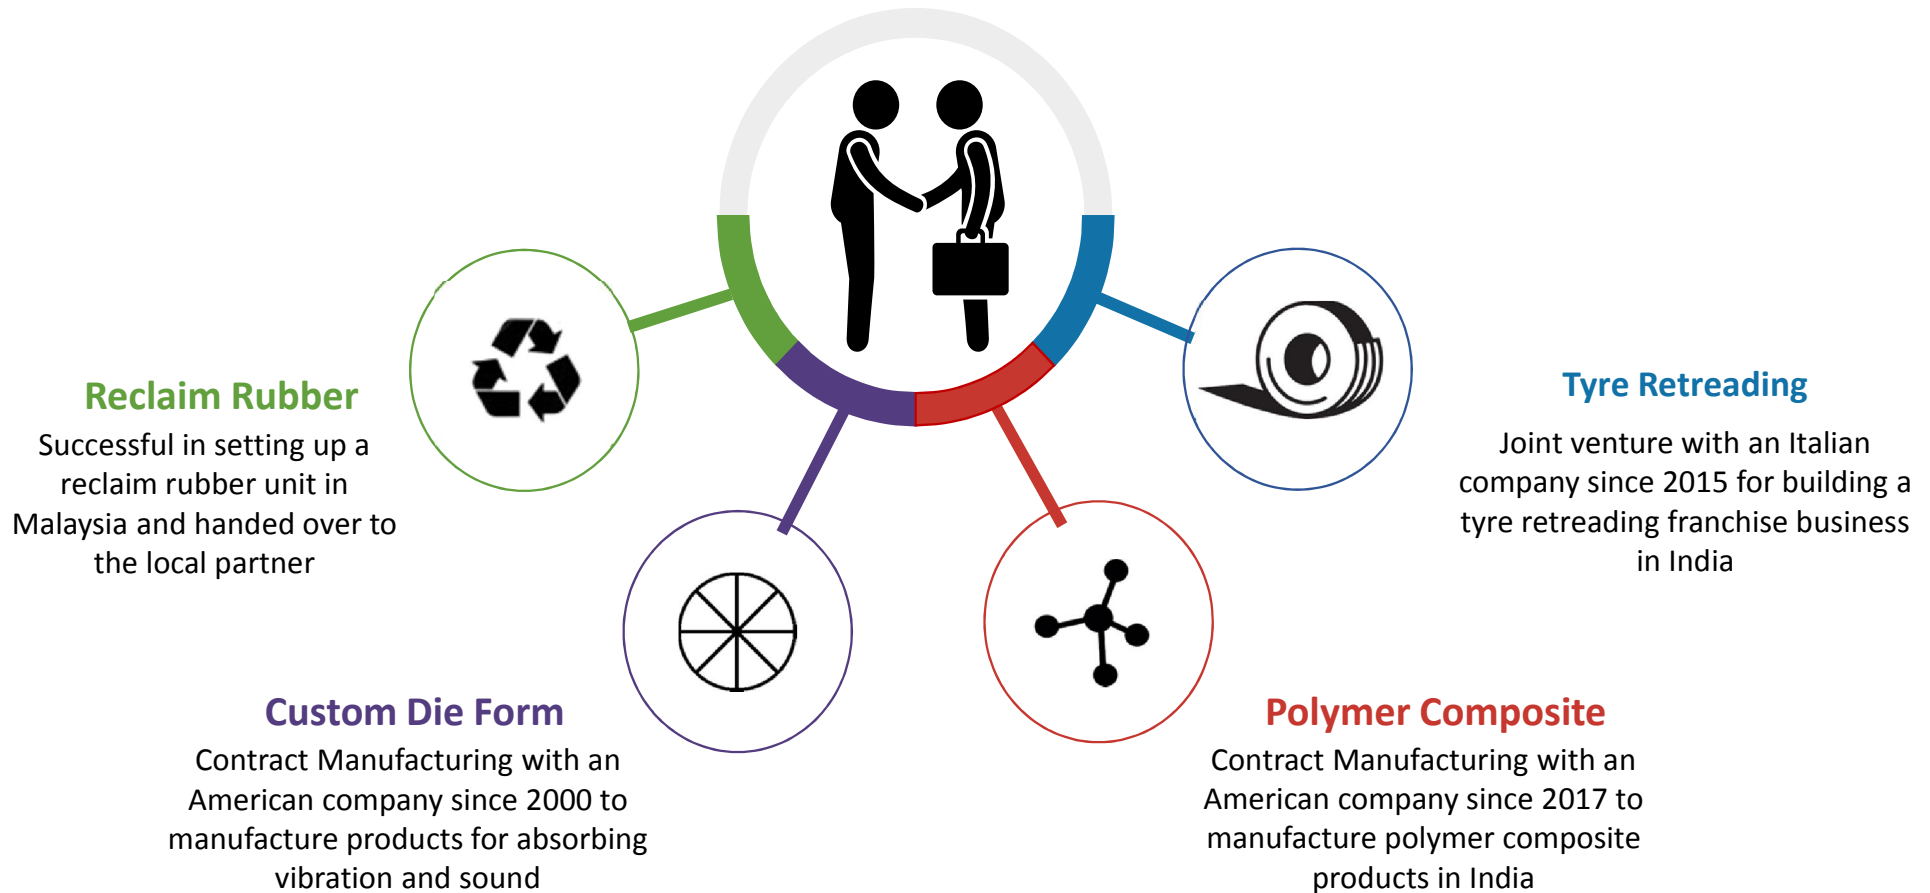 Reclaim Rubber
Successful in setting up a
reclaim rubber unit in
Malaysia and handed over to
the local partner
Custom Die Form
Contract Manufacturing with an
American company since 2000 to
manufacture products for absorbing
vibration and sound
Polymer Composite
Contract Manufacturing with an
American company since 2017 to
manufacture polymer composite
products in India
Tyre Retreading
Joint venture with an Italian
company since 2015 for building a
tyre retreading franchise business
in India